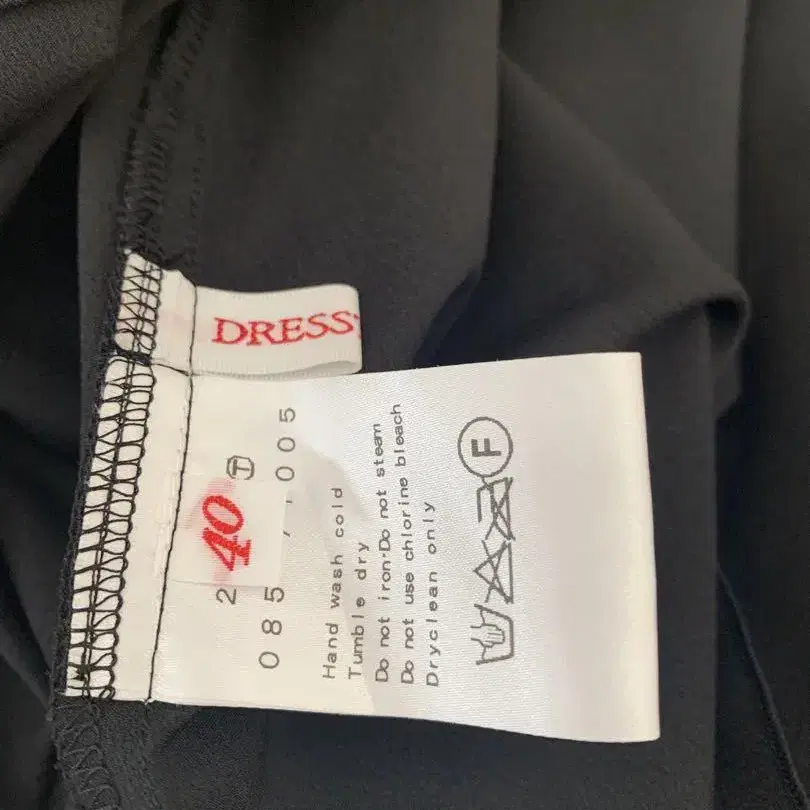 DRESS
40
2 T
085 005
Hand wash cold
Tumble dry
Do not iron·Do not steam
Do not use chlorine bleach
Dryclean only
F